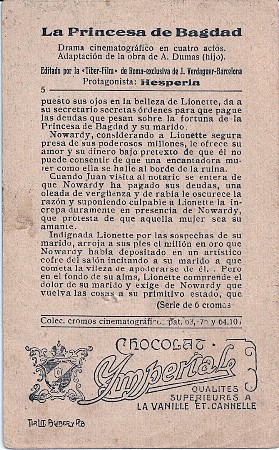 La Princesa de Bagdad
Drama cinematográfico en cuatro actos.
Adaptación de la obra de A. Dumas (hijo).
Editado por la «Tiber-Film» de Roma-exclusiva de J. Verdaguer-Barcelona
Protagonista: Hesperia
5
puesto sus ojos en la belleza de Lionette, da a
su secretario secretas órdenes para que pague
las deudas que pesan sobre la fortuna de la
Princesa de Bagdad y su marido.
Nowardy, considerando a Lionette segura
presa de sus poderosos millones, le ofrece su
amor y su dinero bajo pretexto de que él no
puede consentir de que una encantadora mu-
jer como ella se halle al borde de la ruina.
Cuando Juan visita al notario se entera de
que Nowardy ha pagado sus deudas, una
oleada de vergüenza y de rabia le oscurece la
razón y suponiendo culpable a Lionette la
increpa duramente en presencia de Nowardy,
que protesta de que aquella mujer sea su
amante.
Indignada Lionette por las sospechas de su
marido, arroja a sus pies el millón en oro que
Nowardy habia depositado en un artístico
cofre del salón incitando a su marido a que
cometa la vileza de apoderarse de él... Pero
en el fondo de su alma, Lionette comprende el
dolor de su marido y exige de Nowardy que
vuelva las cosas a su primitivo estado, que
(Serie de 6 cromos
Colec. cromos cinematográfic. pat. 63,
CHOCOLAT
Imperial
QUALITES
SUPERIEURES A
LA VANILLE ET. CANNELLE